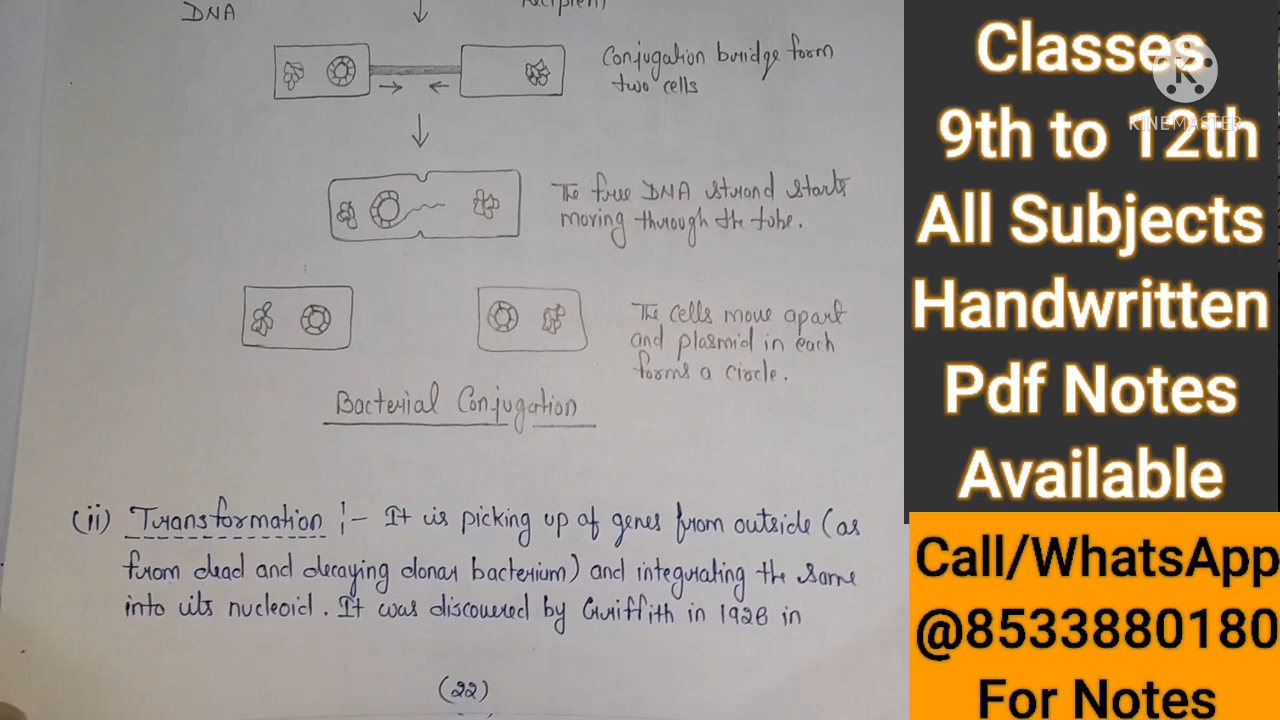 DNA
Recipient
Conjugation bridge form
two cells
The free DNA strand starts
moving through the tube.
The cells move apart
and plasmid in each
forms a circle.
Bacterial Conjugation
(ii) Transformation :- It is picking up of genes from outside (as
from dead and decaying donar bacterium) and integrating the same
into its nucleoid. It was discovered by Griffith in 1928 in
(22)
Classes
9th to 12th
All Subjects
Handwritten
Pdf Notes
Available
K
KINEMASTER
Call/WhatsApp
@8533880180
For Notes